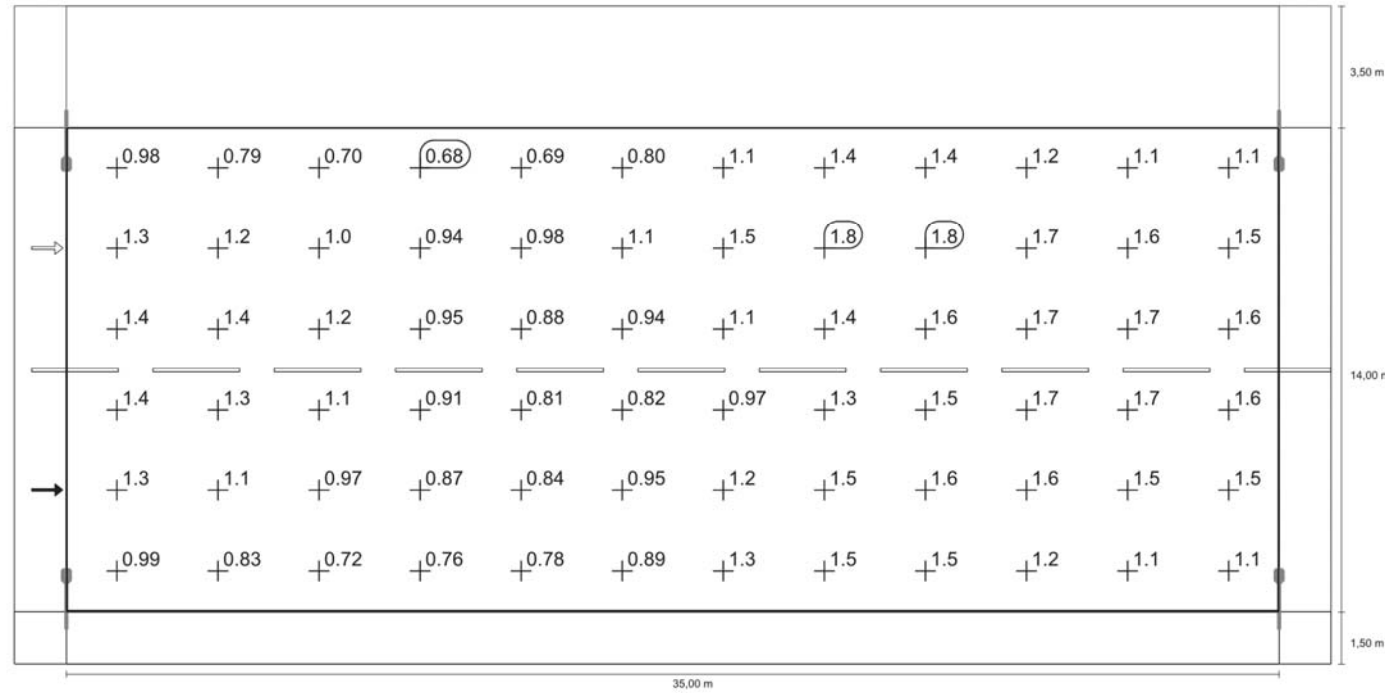 3,50 m
0.98 0.79 0.70 0.68 0.69 0.80 1.1 1.4 1.4 1.2 1.1 1.1
1.3 1.2 1.0 0.94 0.98 1.1 1.5 1.8 1.8 1.7 1.6 1.5
1.4 1.4 1.2 0.95 0.88 0.94 1.1 1.4 1.6 1.7 1.7 1.6
14,00 m
1.4 1.3 1.1 0.91 0.81 0.82 0.97 1.3 1.5 1.7 1.7 1.6
1.3 1.1 0.97 0.87 0.84 0.95 1.2 1.5 1.6 1.6 1.5 1.5
0.99 0.83 0.72 0.76 0.78 0.89 1.3 1.5 1.5 1.2 1.1 1.1
1,50 m
35,00 m